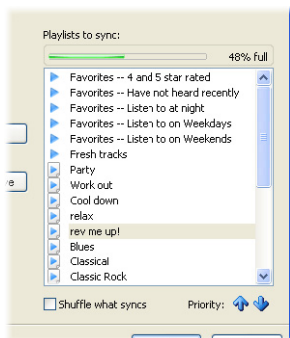 Playlists to sync:
48% full
Favorites -- 4 and 5 star rated
Favorites -- Have not heard recently
Favorites -- Listen to at night
Favorites -- Listen to on Weekdays
Favorites -- Listen to on Weekends
Fresh tracks
Party
Work out
Cool down
relax
rev me up!
Blues
Classical
Classic Rock
Shuffle what syncs
Priority: